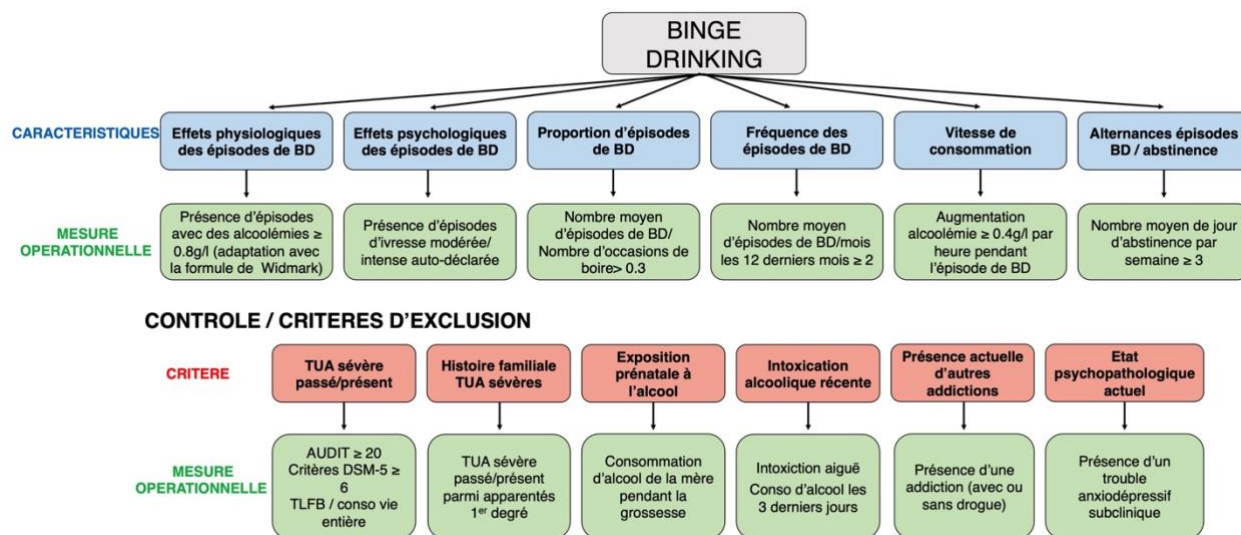 BINGE
DRINKING
CARACTERISTIQUES
Effets physiologiques
des épisodes de BD
Effets psychologiques
des épisodes de BD
Proportion d'épisodes
de BD
Fréquence des
épisodes de BD
Vitesse de
consommation
Alternances épisodes
BD / abstinence
MESURE
OPERATIONNELLE
Présence d'épisodes
avec des alcoolémies ≥
0.8g/l (adaptation avec
la formule de Widmark)
Présence d'épisodes
d'ivresse modérée/
intense auto-déclarée
Nombre moyen
d'épisodes de BD/
Nombre d'occasions de
boire> 0.3
Nombre moyen
d'épisodes de BD/mois
les 12 derniers mois ≥ 2
Augmentation
alcoolémie ≥ 0.4g/l par
heure pendant
l'épisode de BD
Nombre moyen de jour
d'abstinence par
semaine ≥ 3
CONTROLE / CRITERES D'EXCLUSION
CRITERE
TUA sévère
passé/présent
Histoire familiale
TUA sévères
Exposition
prénatale à
l'alcool
Intoxication
alcoolique récente
Présence actuelle
d'autres
addictions
Etat
psychopathologique
actuel
MESURE
OPERATIONNELLE
AUDIT ≥ 20
Critères DSM-5 ≥
6
TLFB / conso vie
entière
TUA sévère
passé/présent
parmi apparentés
1er degré
Consommation
d'alcool de la mère
pendant la
grossesse
Intoxiction aiguë
Conso d'alcool les
3 derniers jours
Présence d'une
addiction (avec ou
sans drogue)
Présence d'un
trouble
anxiodépressif
subclinique